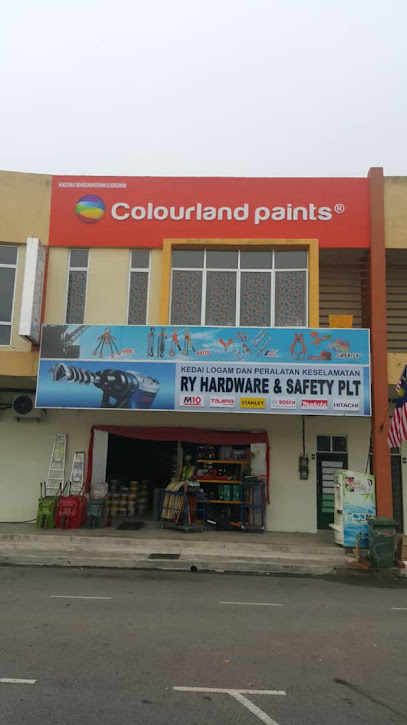 KEDAI BARANGAN LOGAM
Colourland paints®
KEDAI LOGAM DAN PERALATAN KESELAMATAN
RY HARDWARE & SAFETY PLT
M10 TAJIMA STANLEY BOSCH Makita HITACHI